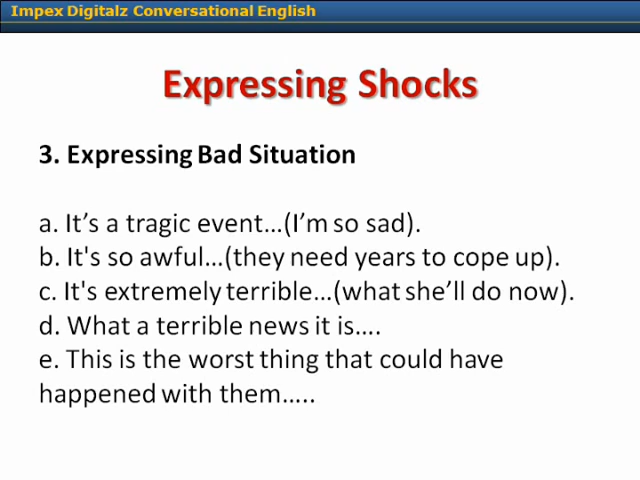 Impex Digitalz Conversational English
Expressing Shocks
3. Expressing Bad Situation
a. It’s a tragic event…(I’m so sad).
b. It's so awful…(they need years to cope up).
c. It's extremely terrible…(what she’ll do now).
d. What a terrible news it is….
e. This is the worst thing that could have
happened with them…..